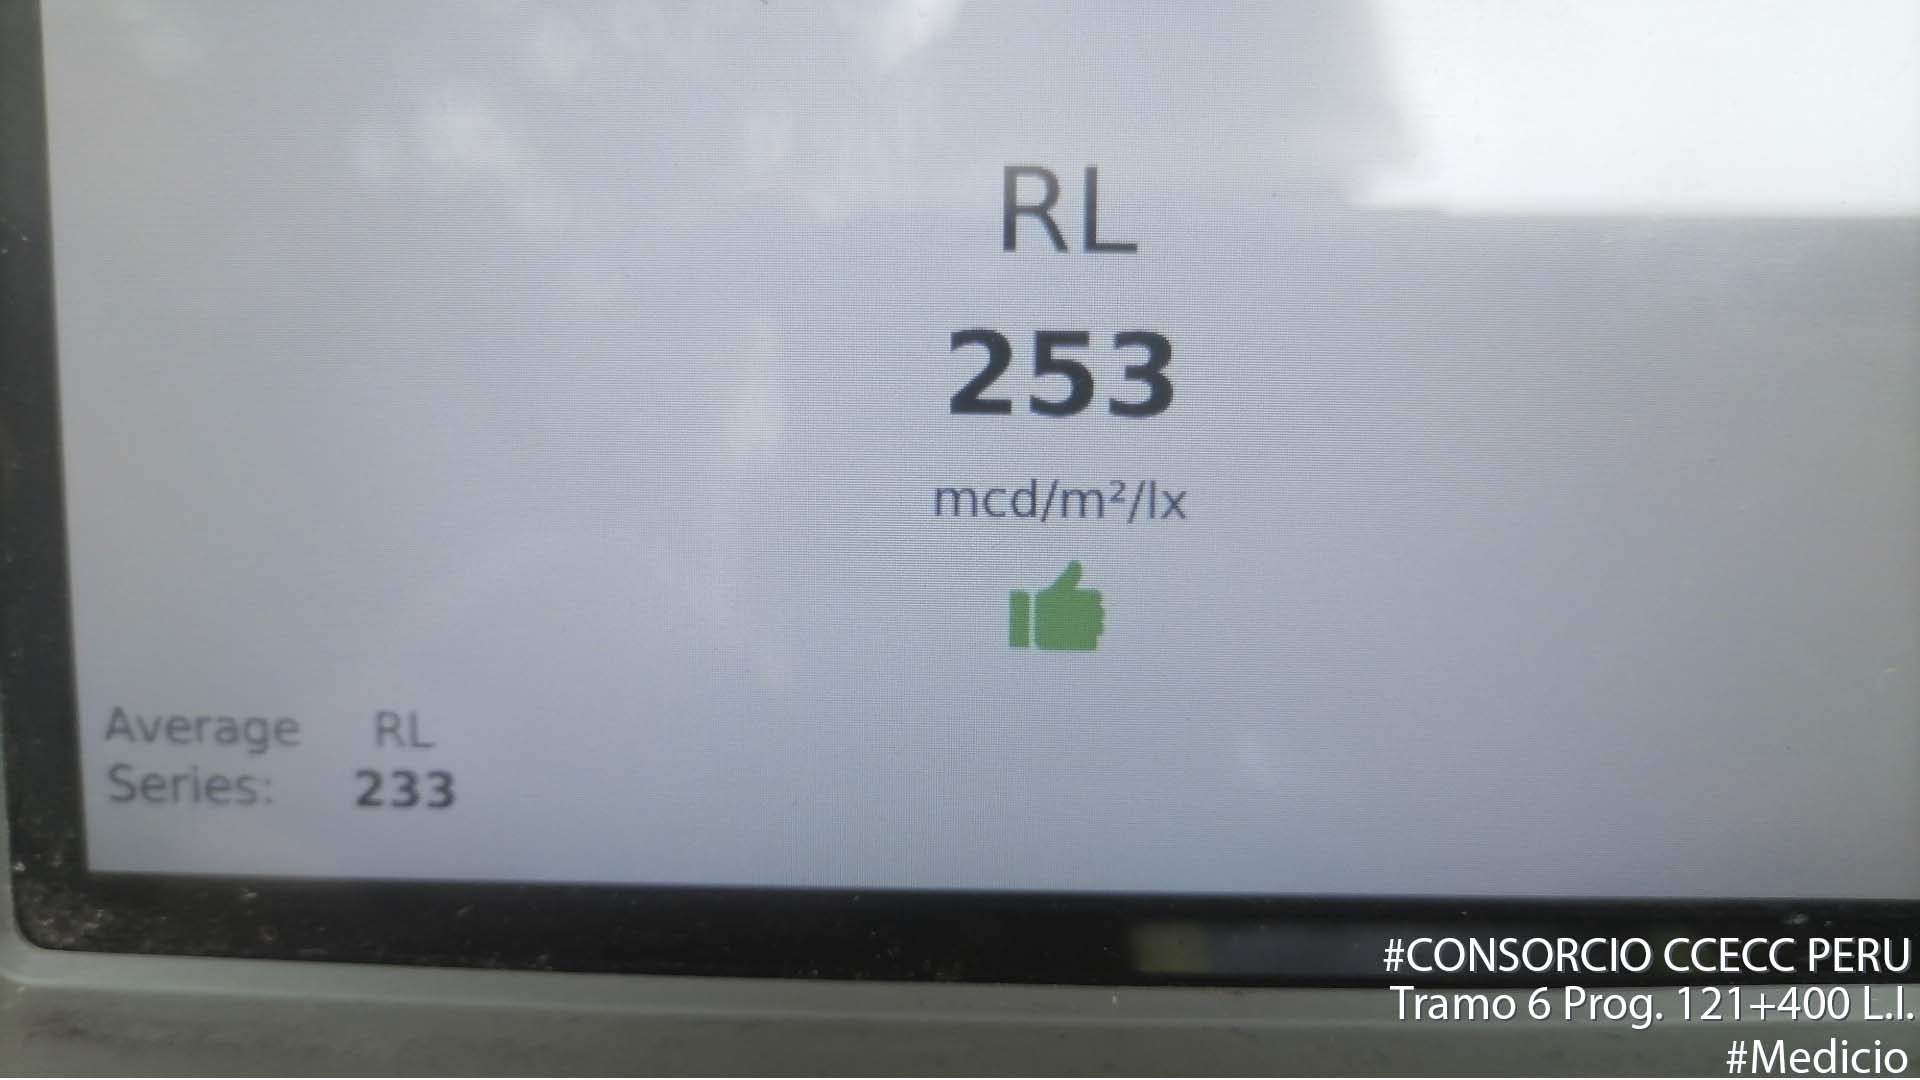 RL
253
mcd/m²/lx
Average RL
Series: 233
#CONSORCIO CCECC PERU
Tramo 6 Prog. 121+400 L.I.
#Medicio